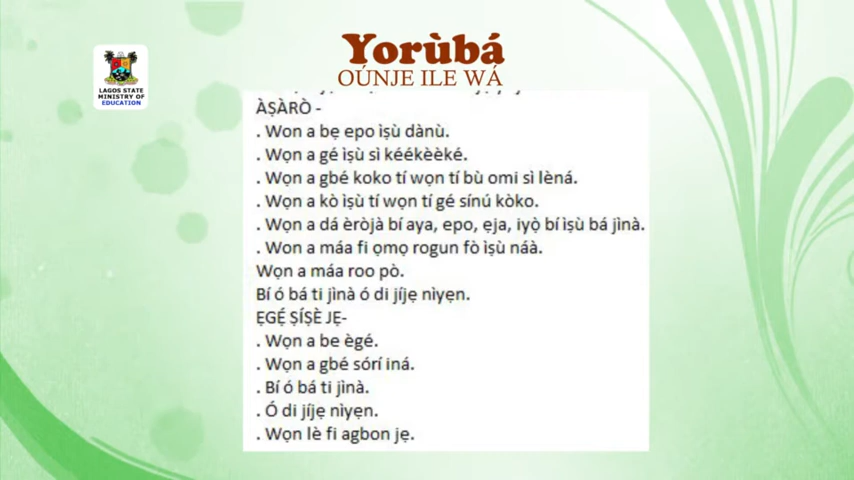 Yorùbá
OÚNJE ILE WÁ
LAGOS STATE
MINISTRY OF
EDUCATION
ÀṢÀRÒ -
. Won a bẹ epo ìṣù dànù.
. Wọn a gé ìṣù sì kéékèèké.
. Wọn a gbé koko tí wọn tí bù omi sì lèná.
. Wọn a kò ìṣù tí wọn tí gé sínú kòko.
. Wọn a dá èròjà bí aya, epo, ẹja, iyọ̀ bí ìṣù bá jìnà.
. Won a máa fi ọmọ rogun fò ìṣù náà.
Wọn a máa roo pò.
Bí ó bá ti jìnà ó di jíjẹ nìyẹn.
ẸGẸ́ ṢÍṢÈ JẸ-
. Wọn a be ègé.
. Wọn a gbé sórí iná.
. Bí ó bá ti jìnà.
. Ó di jíjẹ nìyẹn.
. Wọn lè fi agbon jẹ.